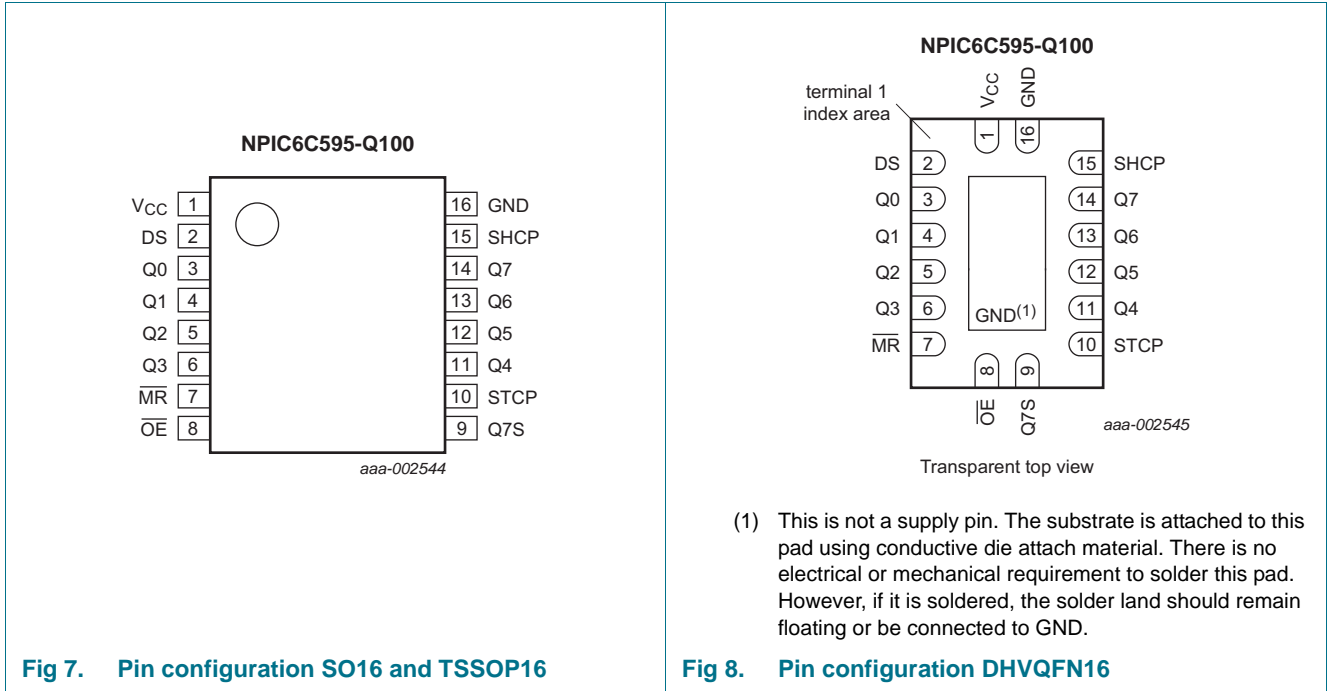 NPIC6C595-Q100
VCC 1
DS 2
Q0 3
Q1 4
Q2 5
Q3 6
MR 7
OE 8
16 GND
15 SHCP
14 Q7
13 Q6
12 Q5
11 Q4
10 STCP
9 Q7S
aaa-002544
Fig 7. Pin configuration SO16 and TSSOP16
NPIC6C595-Q100
terminal 1
index area
VCC
GND
1
16
DS 2
Q0 3
Q1 4
Q2 5
Q3 6
MR 7
15 SHCP
14 Q7
13 Q6
12 Q5
11 Q4
10 STCP
GND(1)
8
9
OE
Q7S
aaa-002545
Transparent top view
(1) This is not a supply pin. The substrate is attached to this
pad using conductive die attach material. There is no
electrical or mechanical requirement to solder this pad.
However, if it is soldered, the solder land should remain
floating or be connected to GND.
Fig 8. Pin configuration DHVQFN16